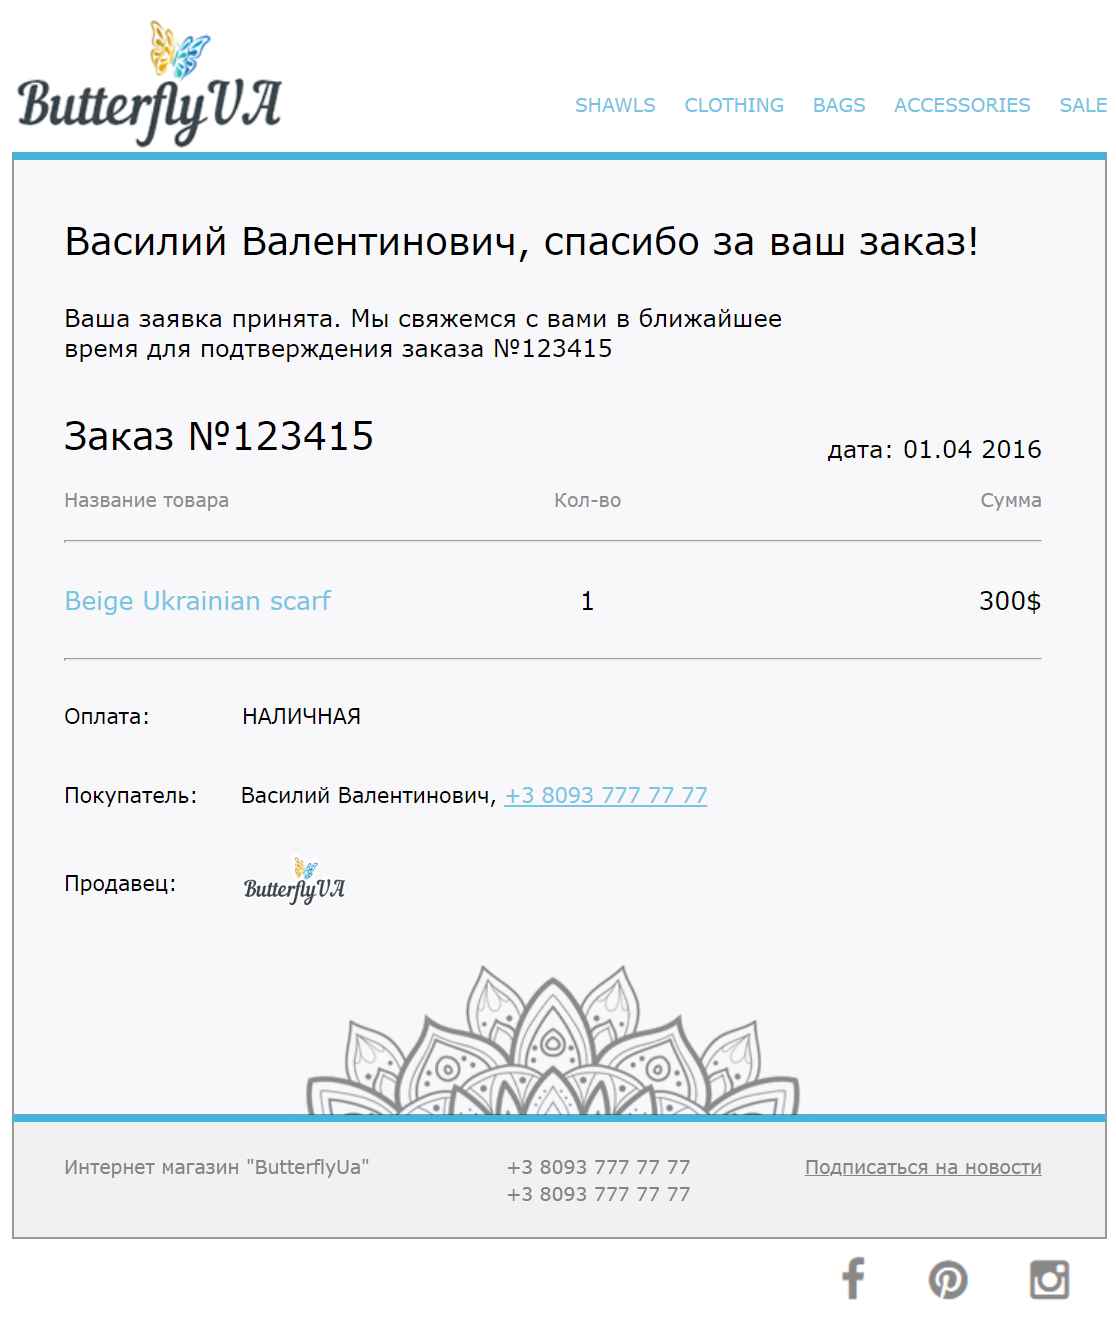 ButterflyUA
SHAWLS CLOTHING BAGS ACCESSORIES SALE
Василий Валентинович, спасибо за ваш заказ!
Ваша заявка принята. Мы свяжемся с вами в ближайшее
время для подтверждения заказа №123415
Заказ №123415
дата: 01.04 2016
Название товара Кол-во Сумма
Beige Ukrainian scarf 1 300$
Оплата: НАЛИЧНАЯ
Покупатель: Василий Валентинович, +3 8093 777 77 77
Продавец: ButterflyUA
Интернет магазин "ButterflyUa" +3 8093 777 77 77 Подписаться на новости
+3 8093 777 77 77